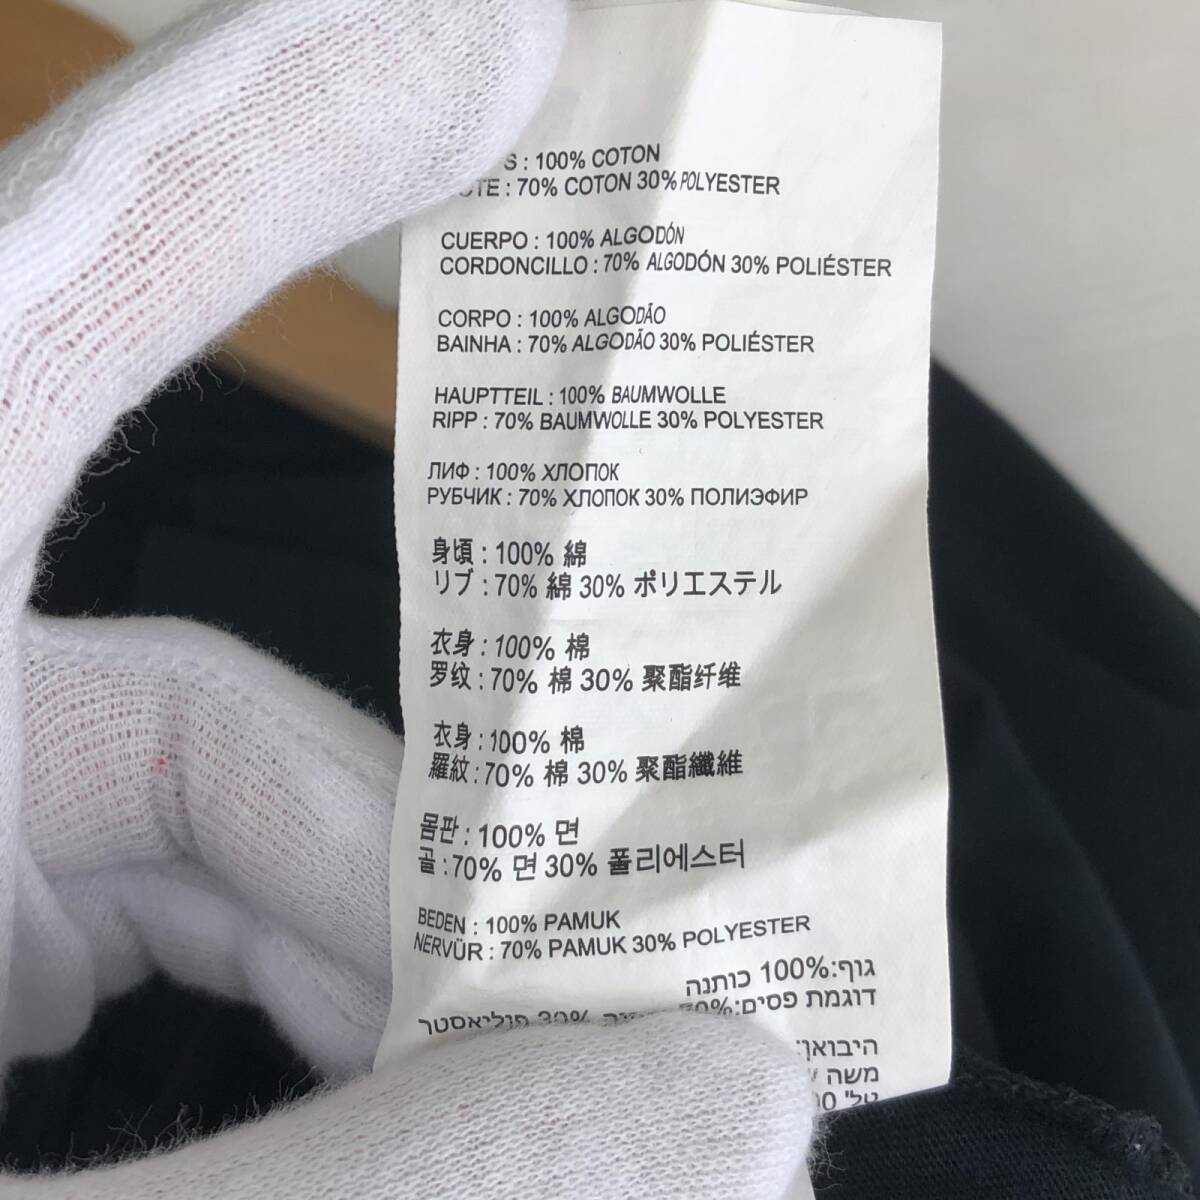 : 100% COTON
: 70% COTON 30% POLYESTER
CUERPO : 100% ALGODÓN
CORDONCILLO : 70% ALGODÓN 30% POLIÉSTER
CORPO : 100% ALGODÃO
BAINHA : 70% ALGODÃO 30% POLIÉSTER
HAUPTTEIL : 100% BAUMWOLLE
RIPP : 70% BAUMWOLLE 30% POLYESTER
ЛИФ : 100% ХЛОПОК
РУБЧИК : 70% ХЛОПОК 30% ПОЛИЭФИР
身頃 : 100% 綿
リブ : 70% 綿 30% ポリエステル
衣身 : 100% 棉
罗纹 : 70% 棉 30% 聚酯纤维
衣身 : 100% 棉
羅紋 : 70% 棉 30% 聚酯纖維
몸판 : 100% 면
골 : 70% 면 30% 폴리에스터
BEDEN : 100% PAMUK
NERVÜR : 70% PAMUK 30% POLYESTER
גוף:100% כותנה
דוגמת פסים: 30% פוליאסטר
היבואן:
משה
טל'